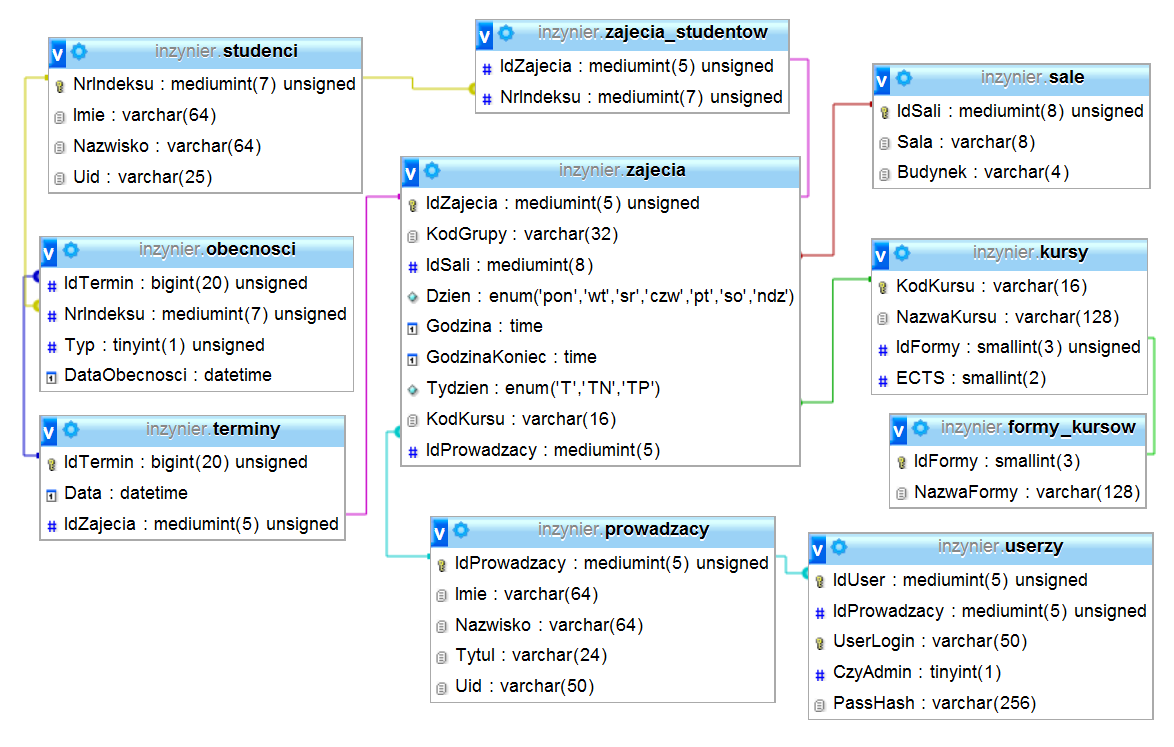 inzynier.studenci
NrIndeksu : mediumint(7) unsigned
Imie : varchar(64)
Nazwisko : varchar(64)
Uid : varchar(25)
inzynier.zajecia_studentow
IdZajecia : mediumint(5) unsigned
NrIndeksu : mediumint(7) unsigned
inzynier.sale
IdSali : mediumint(8) unsigned
Sala : varchar(8)
Budynek : varchar(4)
inzynier.zajecia
IdZajecia : mediumint(5) unsigned
KodGrupy : varchar(32)
IdSali : mediumint(8)
Dzien : enum('pon','wt','sr','czw','pt','so','ndz')
Godzina : time
GodzinaKoniec : time
Tydzien : enum('T','TN','TP')
KodKursu : varchar(16)
IdProwadzacy : mediumint(5)
inzynier.obecnosci
IdTermin : bigint(20) unsigned
NrIndeksu : mediumint(7) unsigned
Typ : tinyint(1) unsigned
DataObecnosci : datetime
inzynier.kursy
KodKursu : varchar(16)
NazwaKursu : varchar(128)
IdFormy : smallint(3) unsigned
ECTS : smallint(2)
inzynier.terminy
IdTermin : bigint(20) unsigned
Data : datetime
IdZajecia : mediumint(5) unsigned
inzynier.formy_kursow
IdFormy : smallint(3)
NazwaFormy : varchar(128)
inzynier.prowadzacy
IdProwadzacy : mediumint(5) unsigned
Imie : varchar(64)
Nazwisko : varchar(64)
Tytul : varchar(24)
Uid : varchar(50)
inzynier.userzy
IdUser : mediumint(5) unsigned
IdProwadzacy : mediumint(5) unsigned
UserLogin : varchar(50)
CzyAdmin : tinyint(1)
PassHash : varchar(256)